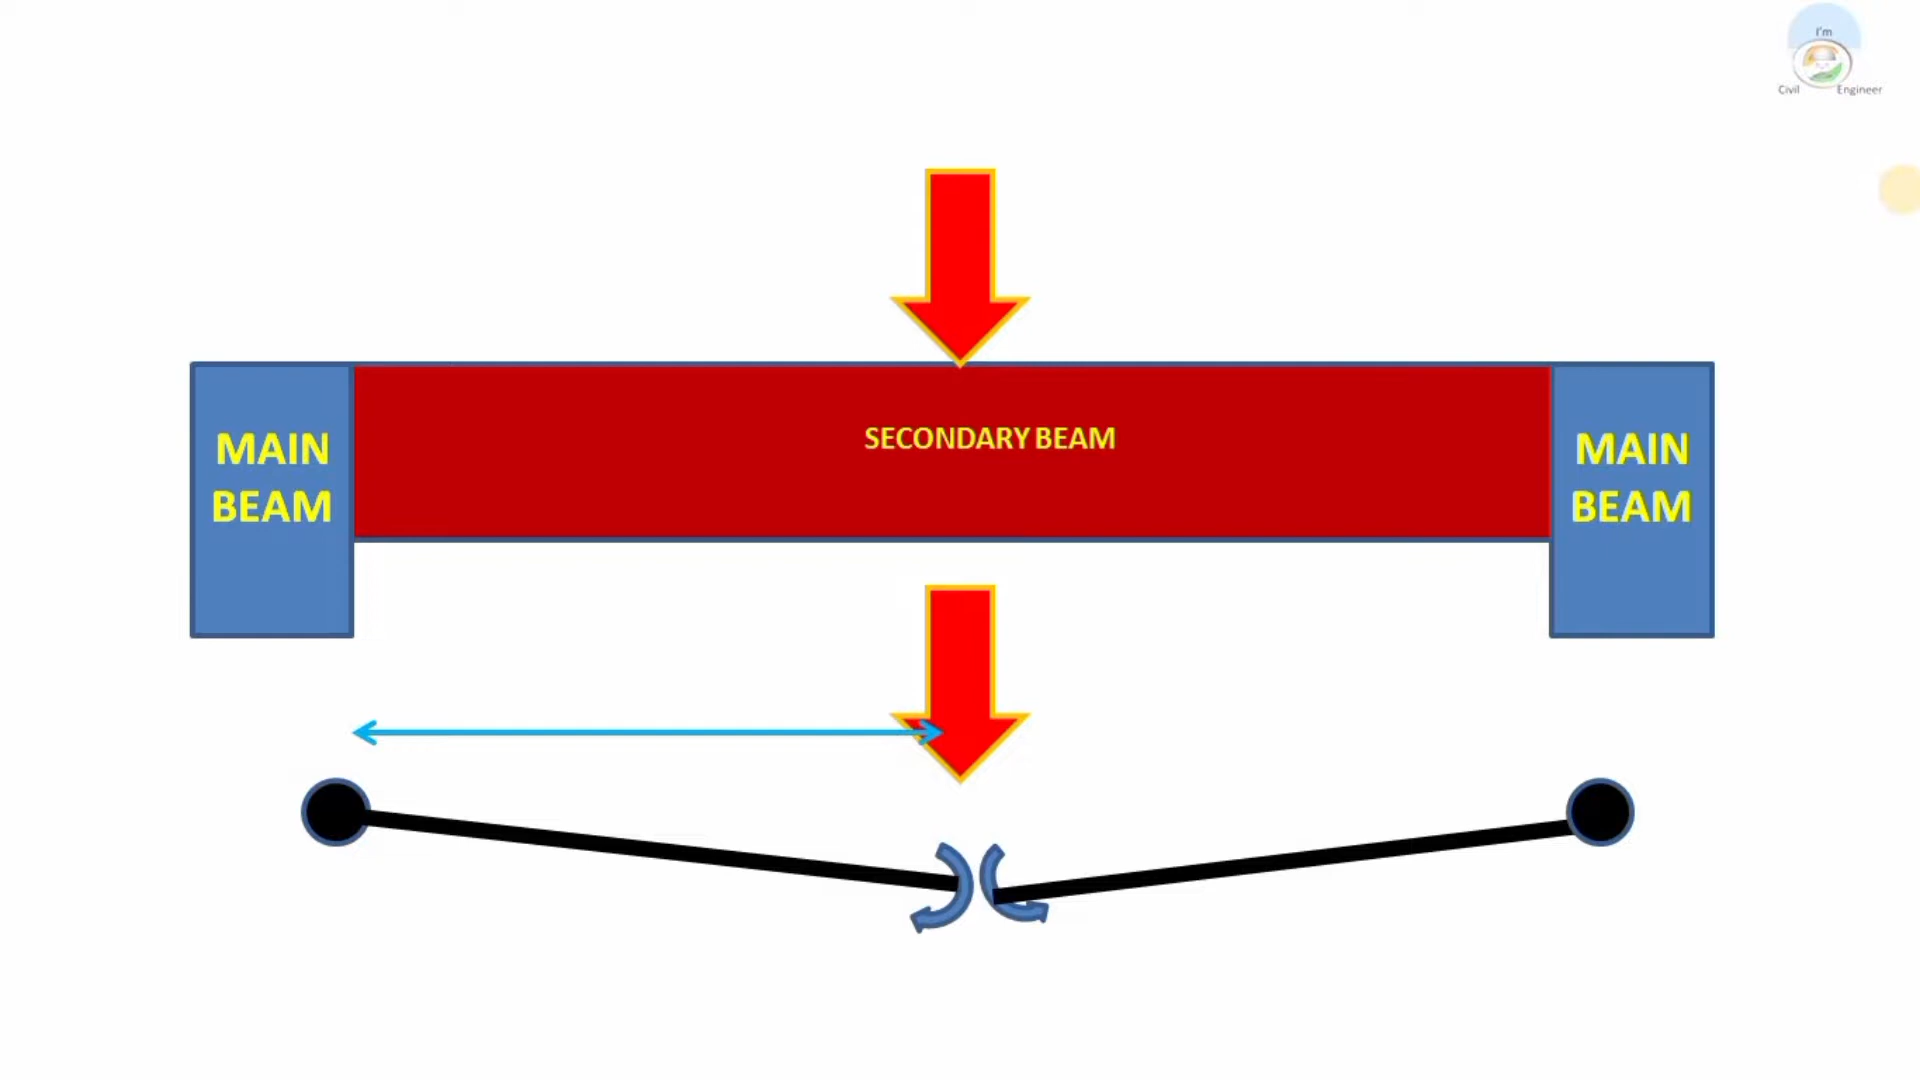 I'm
Civil Engineer
SECONDARY BEAM
MAIN
BEAM
MAIN
BEAM